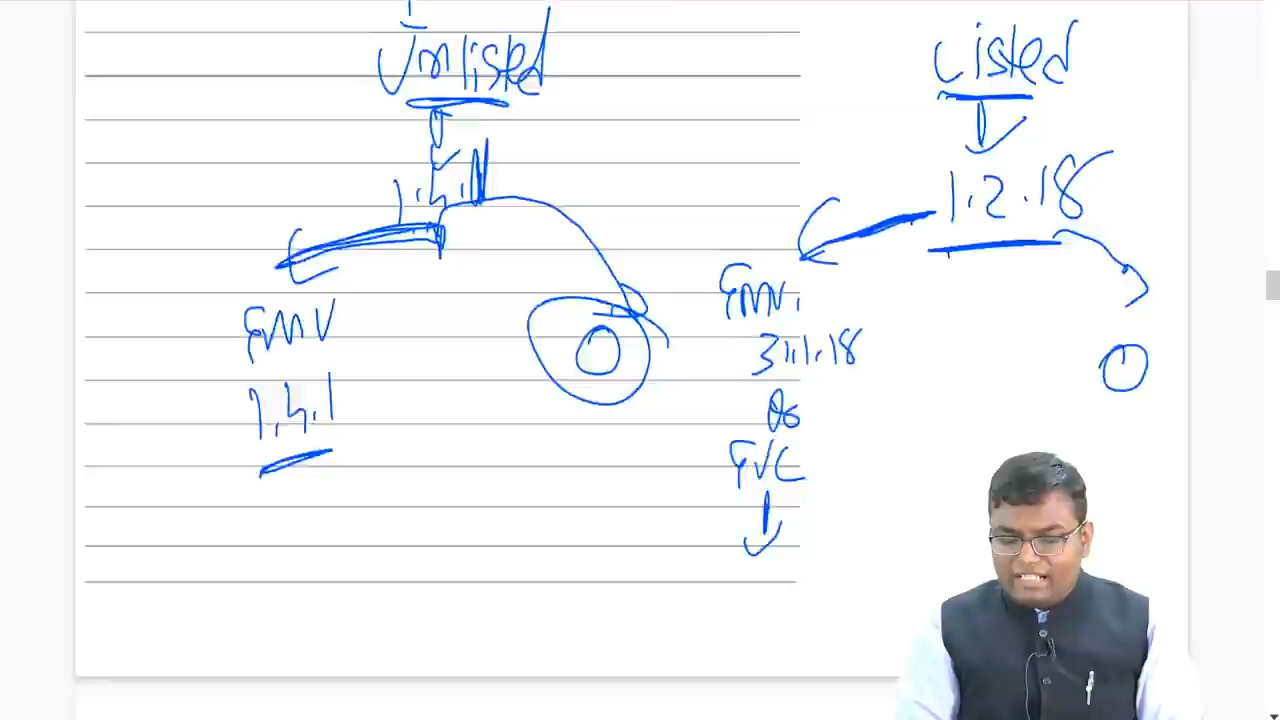 Unlisted
Listed
1.4.1
1.2.18
FMV
1.4.1
0
FMV.
31.1.18
or
FVC
0